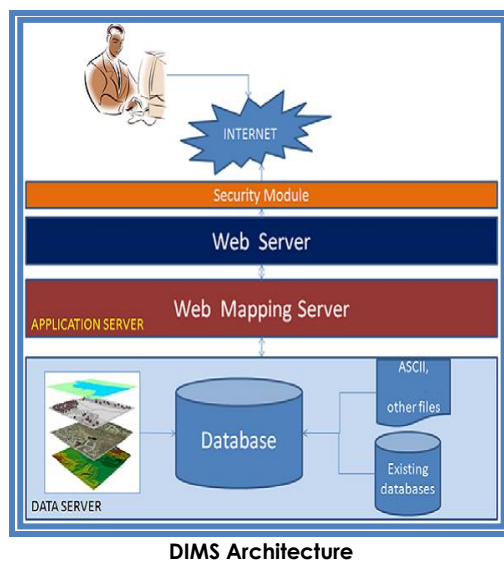 INTERNET
Security Module
Web Server
Web Mapping Server
APPLICATION SERVER
ASCII,
other files
Database
Existing
databases
DATA SERVER
DIMS Architecture